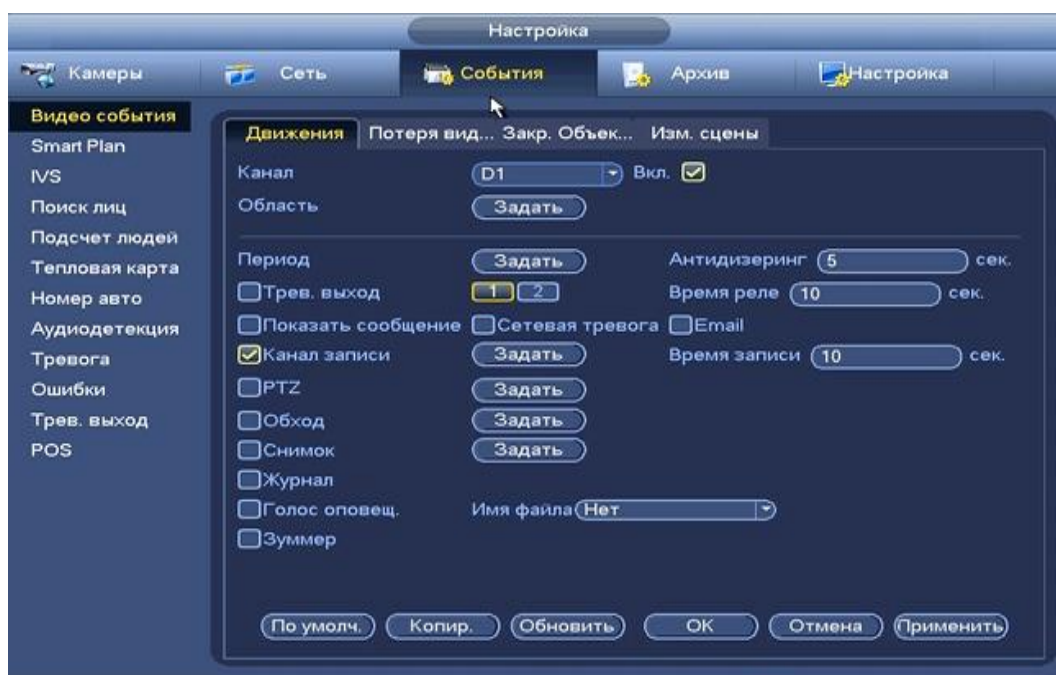 Настройка
Камеры Сеть События Архив Настройка
Видео события
Smart Plan
IVS
Поиск лиц
Подсчет людей
Тепловая карта
Номер авто
Аудиодетекция
Тревога
Ошибки
Трев. выход
POS
Движения Потеря вид... Закр. Объек... Изм. сцены
Канал D1 Вкл.
Область Задать
Период Задать Антидизеринг 5 сек.
Трев. выход 1 2 Время реле 10 сек.
Показать сообщение Сетевая тревога Email
Канал записи Задать Время записи 10 сек.
PTZ Задать
Обход Задать
Снимок Задать
Журнал
Голос оповещ. Имя файла Нет
Зуммер
По умолч. Копир. Обновить OK Отмена Применить